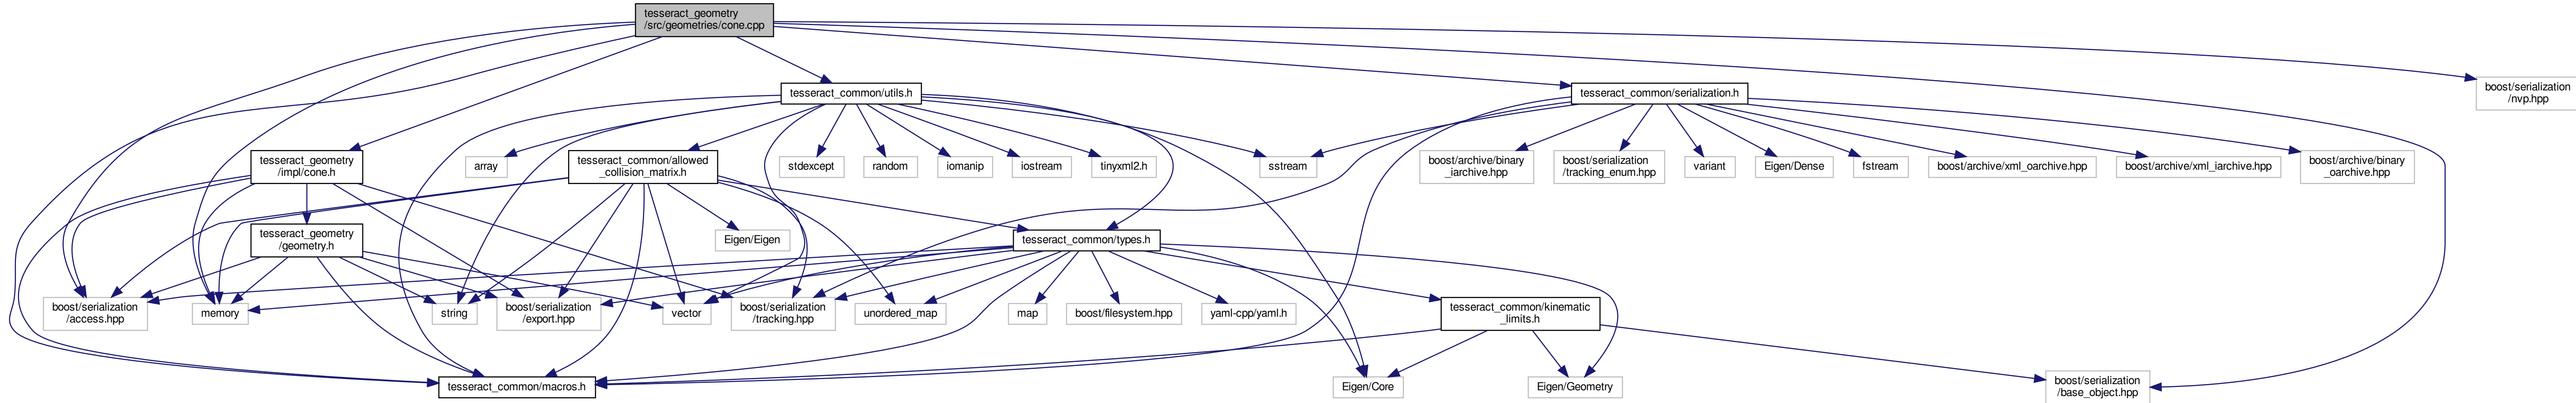 tesseract_geometry
/src/geometries/cone.cpp
tesseract_common/utils.h
tesseract_common/serialization.h
boost/serialization
/nvp.hpp
tesseract_geometry
/impl/cone.h
array
tesseract_common/allowed
_collision_matrix.h
stdexcept
random
iomanip
iostream
tinyxml2.h
sstream
boost/archive/binary
_iarchive.hpp
boost/serialization
/tracking_enum.hpp
variant
Eigen/Dense
fstream
boost/archive/xml_oarchive.hpp
boost/archive/xml_iarchive.hpp
boost/archive/binary
_oarchive.hpp
tesseract_geometry
/geometry.h
Eigen/Eigen
tesseract_common/types.h
boost/serialization
/access.hpp
memory
string
boost/serialization
/export.hpp
vector
boost/serialization
/tracking.hpp
unordered_map
map
boost/filesystem.hpp
yaml-cpp/yaml.h
tesseract_common/kinematic
_limits.h
tesseract_common/macros.h
Eigen/Core
Eigen/Geometry
boost/serialization
/base_object.hpp